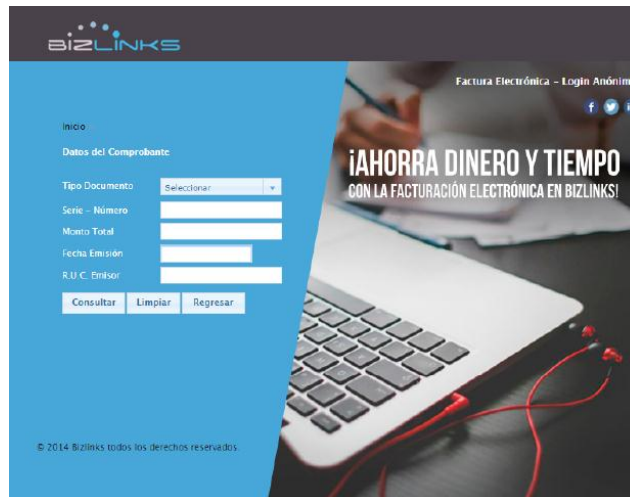 BIZLINKS
Factura Electrónica – Login Anónim
f
Inicio
Datos del Comprobante
¡AHORRA DINERO Y TIEMPO
CON LA FACTURACIÓN ELECTRÓNICA EN BIZLINKS!
Tipo Documento Seleccionar
Serie – Número
Monto Total
Fecha Emisión
R.U.C. Emisor
Consultar Limpiar Regresar
© 2014 Bizlinks todos los derechos reservados.